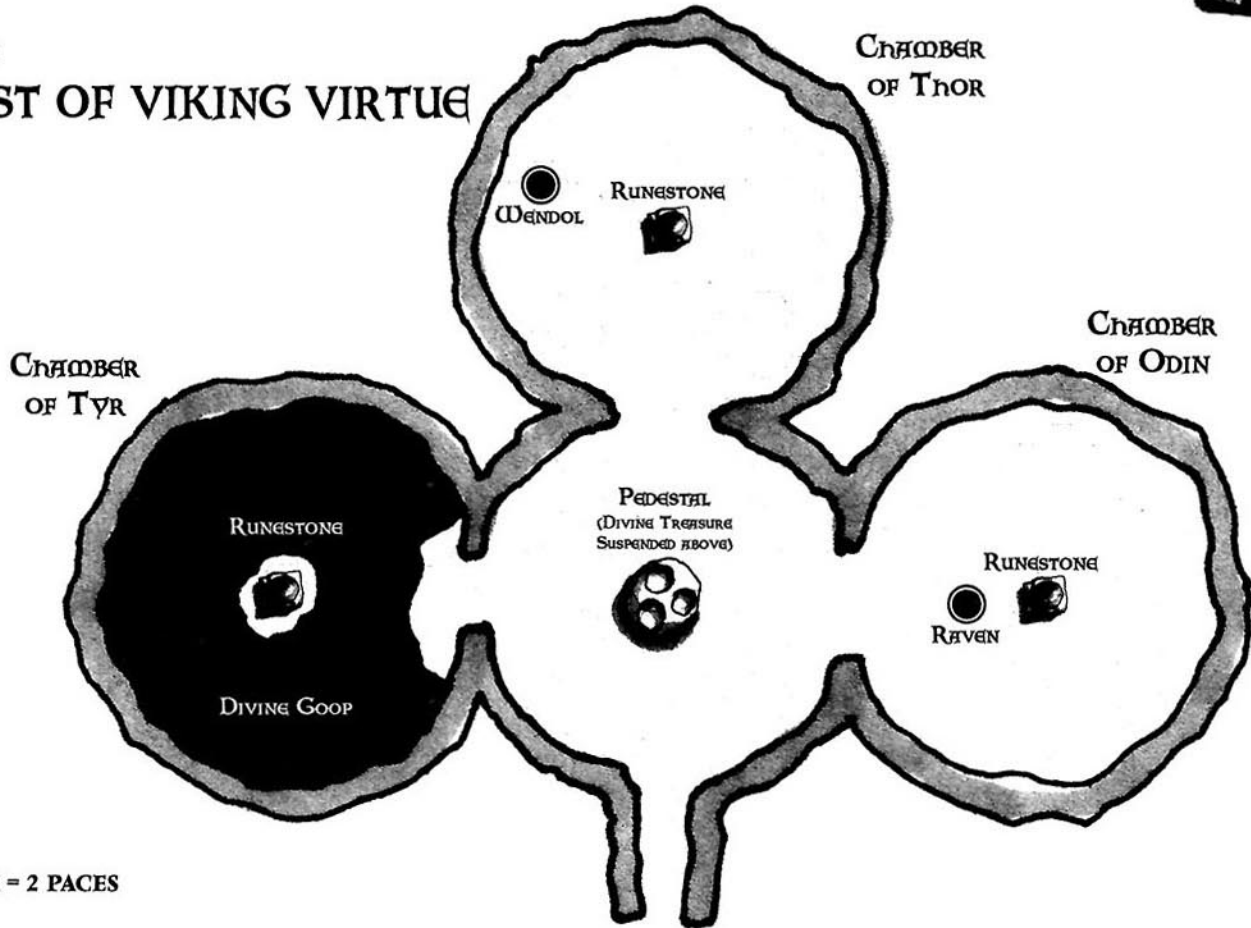 ST OF VIKING VIRTUE
Chamber
of Thor
Wendol
Runestone
Chamber
of Tyr
Chamber
of Odin
Runestone
Divine Goop
Pedestal
(Divine Treasure
Suspended above)
Runestone
Raven
= 2 PACES